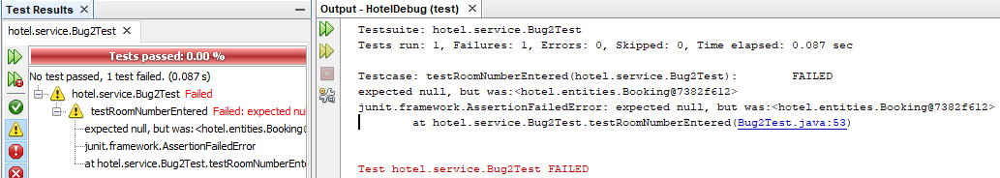 Test Results
hotel.service.Bug2Test
Tests passed: 0.00 %
No test passed, 1 test failed. (0.087 s)
hotel.service.Bug2Test Failed
testRoomNumberEntered Failed: expected nu
expected null, but was:<hotel.entities.Booking@
junit.framework.AssertionFailedError
at hotel.service.Bug2Test.testRoomNumberEnt
Output - HotelDebug (test)
Testsuite: hotel.service.Bug2Test
Tests run: 1, Failures: 1, Errors: 0, Skipped: 0, Time elapsed: 0.087 sec
Testcase: testRoomNumberEntered(hotel.service.Bug2Test): FAILED
expected null, but was:<hotel.entities.Booking@7382f612>
junit.framework.AssertionFailedError: expected null, but was:<hotel.entities.Booking@7382f612>
at hotel.service.Bug2Test.testRoomNumberEntered(Bug2Test.java:53)
Test hotel.service.Bug2Test FAILED